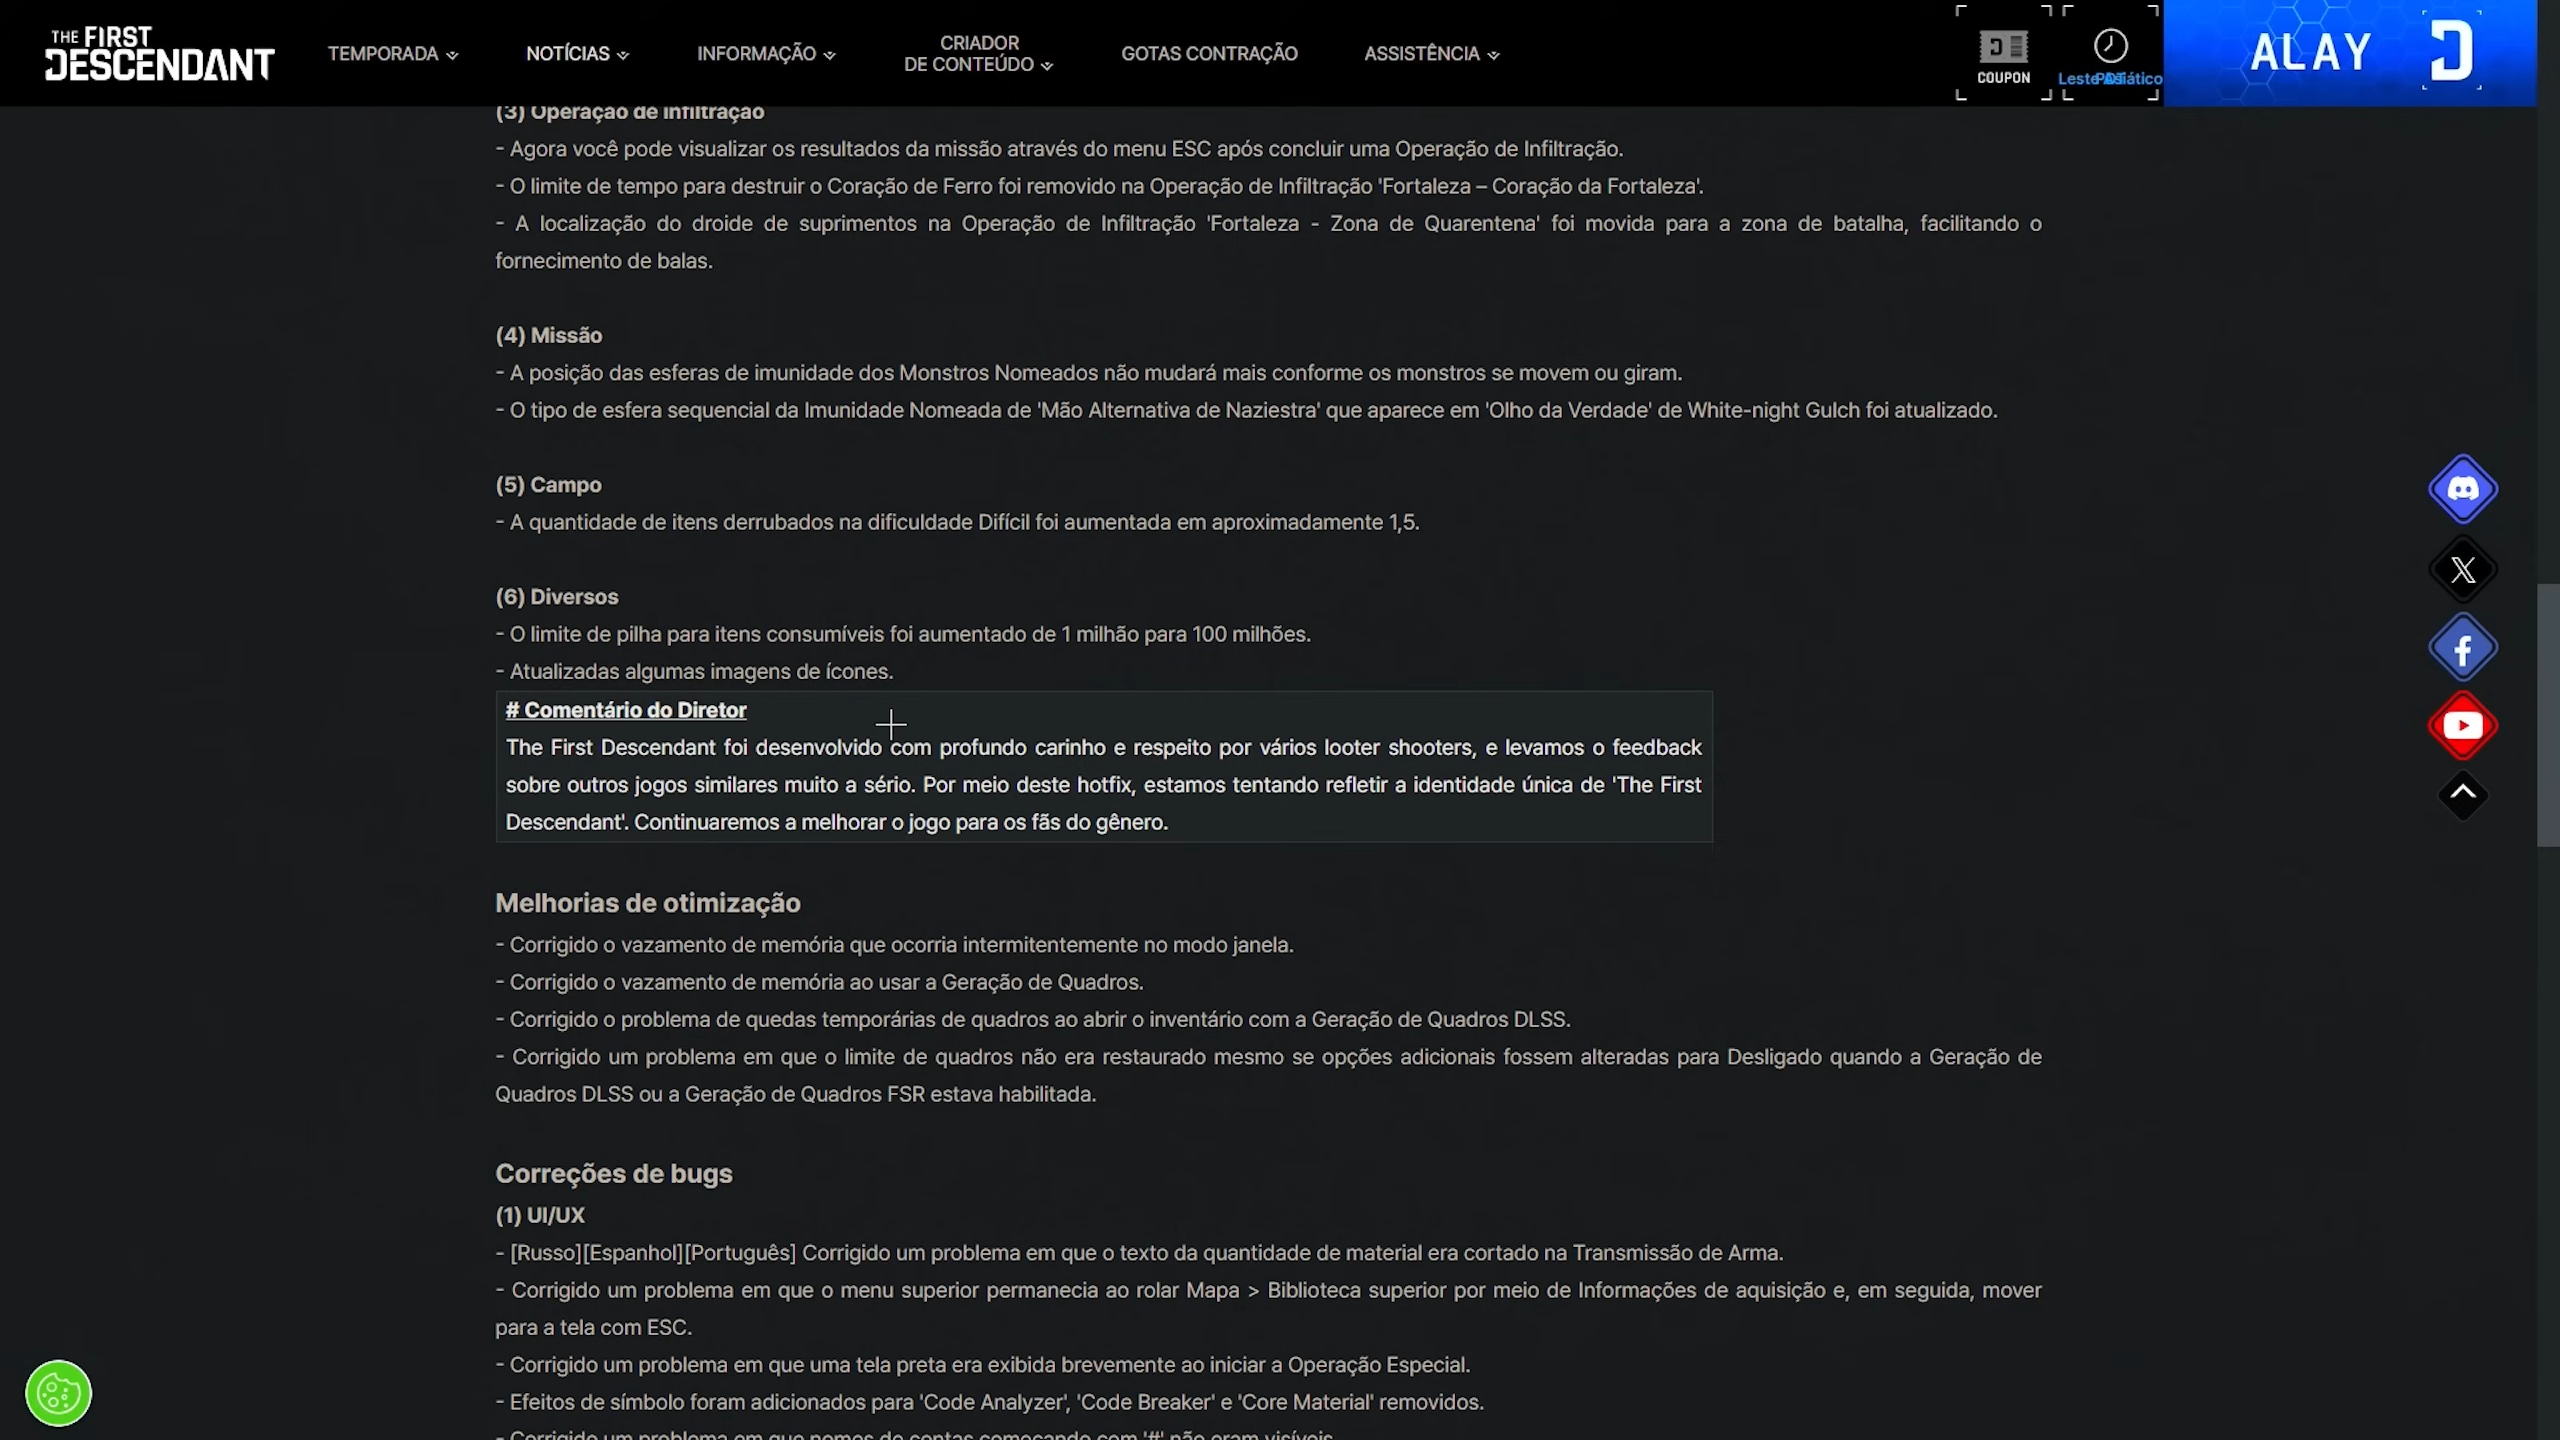 THE FIRST
DESCENDANT
TEMPORADA
NOTÍCIAS
INFORMAÇÃO
CRIADOR
DE CONTEÚDO
GOTAS CONTRAÇÃO
ASSISTÊNCIA
COUPON
Leste Asiático
ALAY
(3) Operação de infiltração
- Agora você pode visualizar os resultados da missão através do menu ESC após concluir uma Operação de Infiltração.
- O limite de tempo para destruir o Coração de Ferro foi removido na Operação de Infiltração 'Fortaleza – Coração da Fortaleza'.
- A localização do droide de suprimentos na Operação de Infiltração 'Fortaleza - Zona de Quarentena' foi movida para a zona de batalha, facilitando o
fornecimento de balas.
(4) Missão
- A posição das esferas de imunidade dos Monstros Nomeados não mudará mais conforme os monstros se movem ou giram.
- O tipo de esfera sequencial da Imunidade Nomeada de 'Mão Alternativa de Naziestra' que aparece em 'Olho da Verdade' de White-night Gulch foi atualizado.
(5) Campo
- A quantidade de itens derrubados na dificuldade Difícil foi aumentada em aproximadamente 1,5.
(6) Diversos
- O limite de pilha para itens consumíveis foi aumentado de 1 milhão para 100 milhões.
- Atualizadas algumas imagens de ícones.
# Comentário do Diretor
The First Descendant foi desenvolvido com profundo carinho e respeito por vários looter shooters, e levamos o feedback
sobre outros jogos similares muito a sério. Por meio deste hotfix, estamos tentando refletir a identidade única de 'The First
Descendant'. Continuaremos a melhorar o jogo para os fãs do gênero.
Melhorias de otimização
- Corrigido o vazamento de memória que ocorria intermitentemente no modo janela.
- Corrigido o vazamento de memória ao usar a Geração de Quadros.
- Corrigido o problema de quedas temporárias de quadros ao abrir o inventário com a Geração de Quadros DLSS.
- Corrigido um problema em que o limite de quadros não era restaurado mesmo se opções adicionais fossem alteradas para Desligado quando a Geração de
Quadros DLSS ou a Geração de Quadros FSR estava habilitada.
Correções de bugs
(1) UI/UX
- [Russo][Espanhol][Português] Corrigido um problema em que o texto da quantidade de material era cortado na Transmissão de Arma.
- Corrigido um problema em que o menu superior permanecia ao rolar Mapa > Biblioteca superior por meio de Informações de aquisição e, em seguida, mover
para a tela com ESC.
- Corrigido um problema em que uma tela preta era exibida brevemente ao iniciar a Operação Especial.
- Efeitos de símbolo foram adicionados para 'Code Analyzer', 'Code Breaker' e 'Core Material' removidos.
- Corrigido um problema em que nomes de contas começando com '#' não eram visíveis.